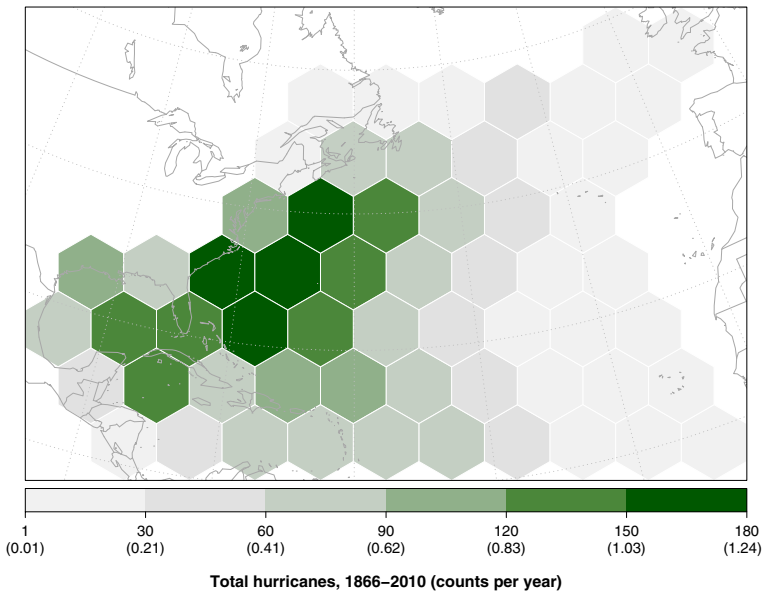 1 30 60 90 120 150 180
(0.01) (0.21) (0.41) (0.62) (0.83) (1.03) (1.24)
Total hurricanes, 1866−2010 (counts per year)